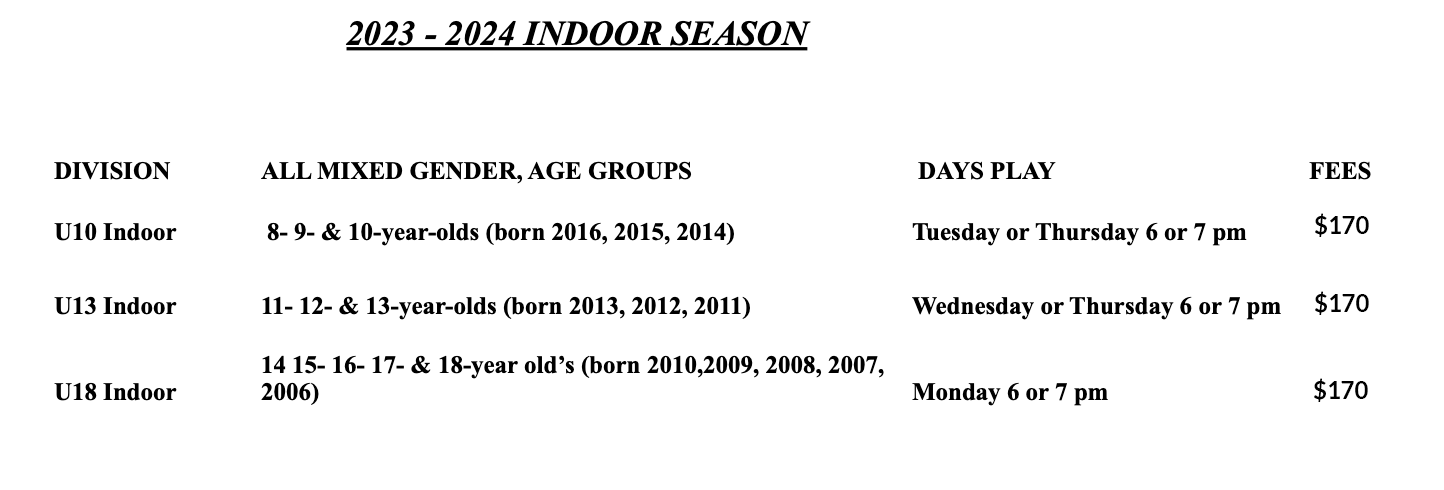 2023 - 2024 INDOOR SEASON
DIVISION ALL MIXED GENDER, AGE GROUPS DAYS PLAY FEES
U10 Indoor 8- 9- & 10-year-olds (born 2016, 2015, 2014) Tuesday or Thursday 6 or 7 pm $170
U13 Indoor 11- 12- & 13-year-olds (born 2013, 2012, 2011) Wednesday or Thursday 6 or 7 pm $170
14 15- 16- 17- & 18-year old’s (born 2010,2009, 2008, 2007,
U18 Indoor 2006) Monday 6 or 7 pm $170